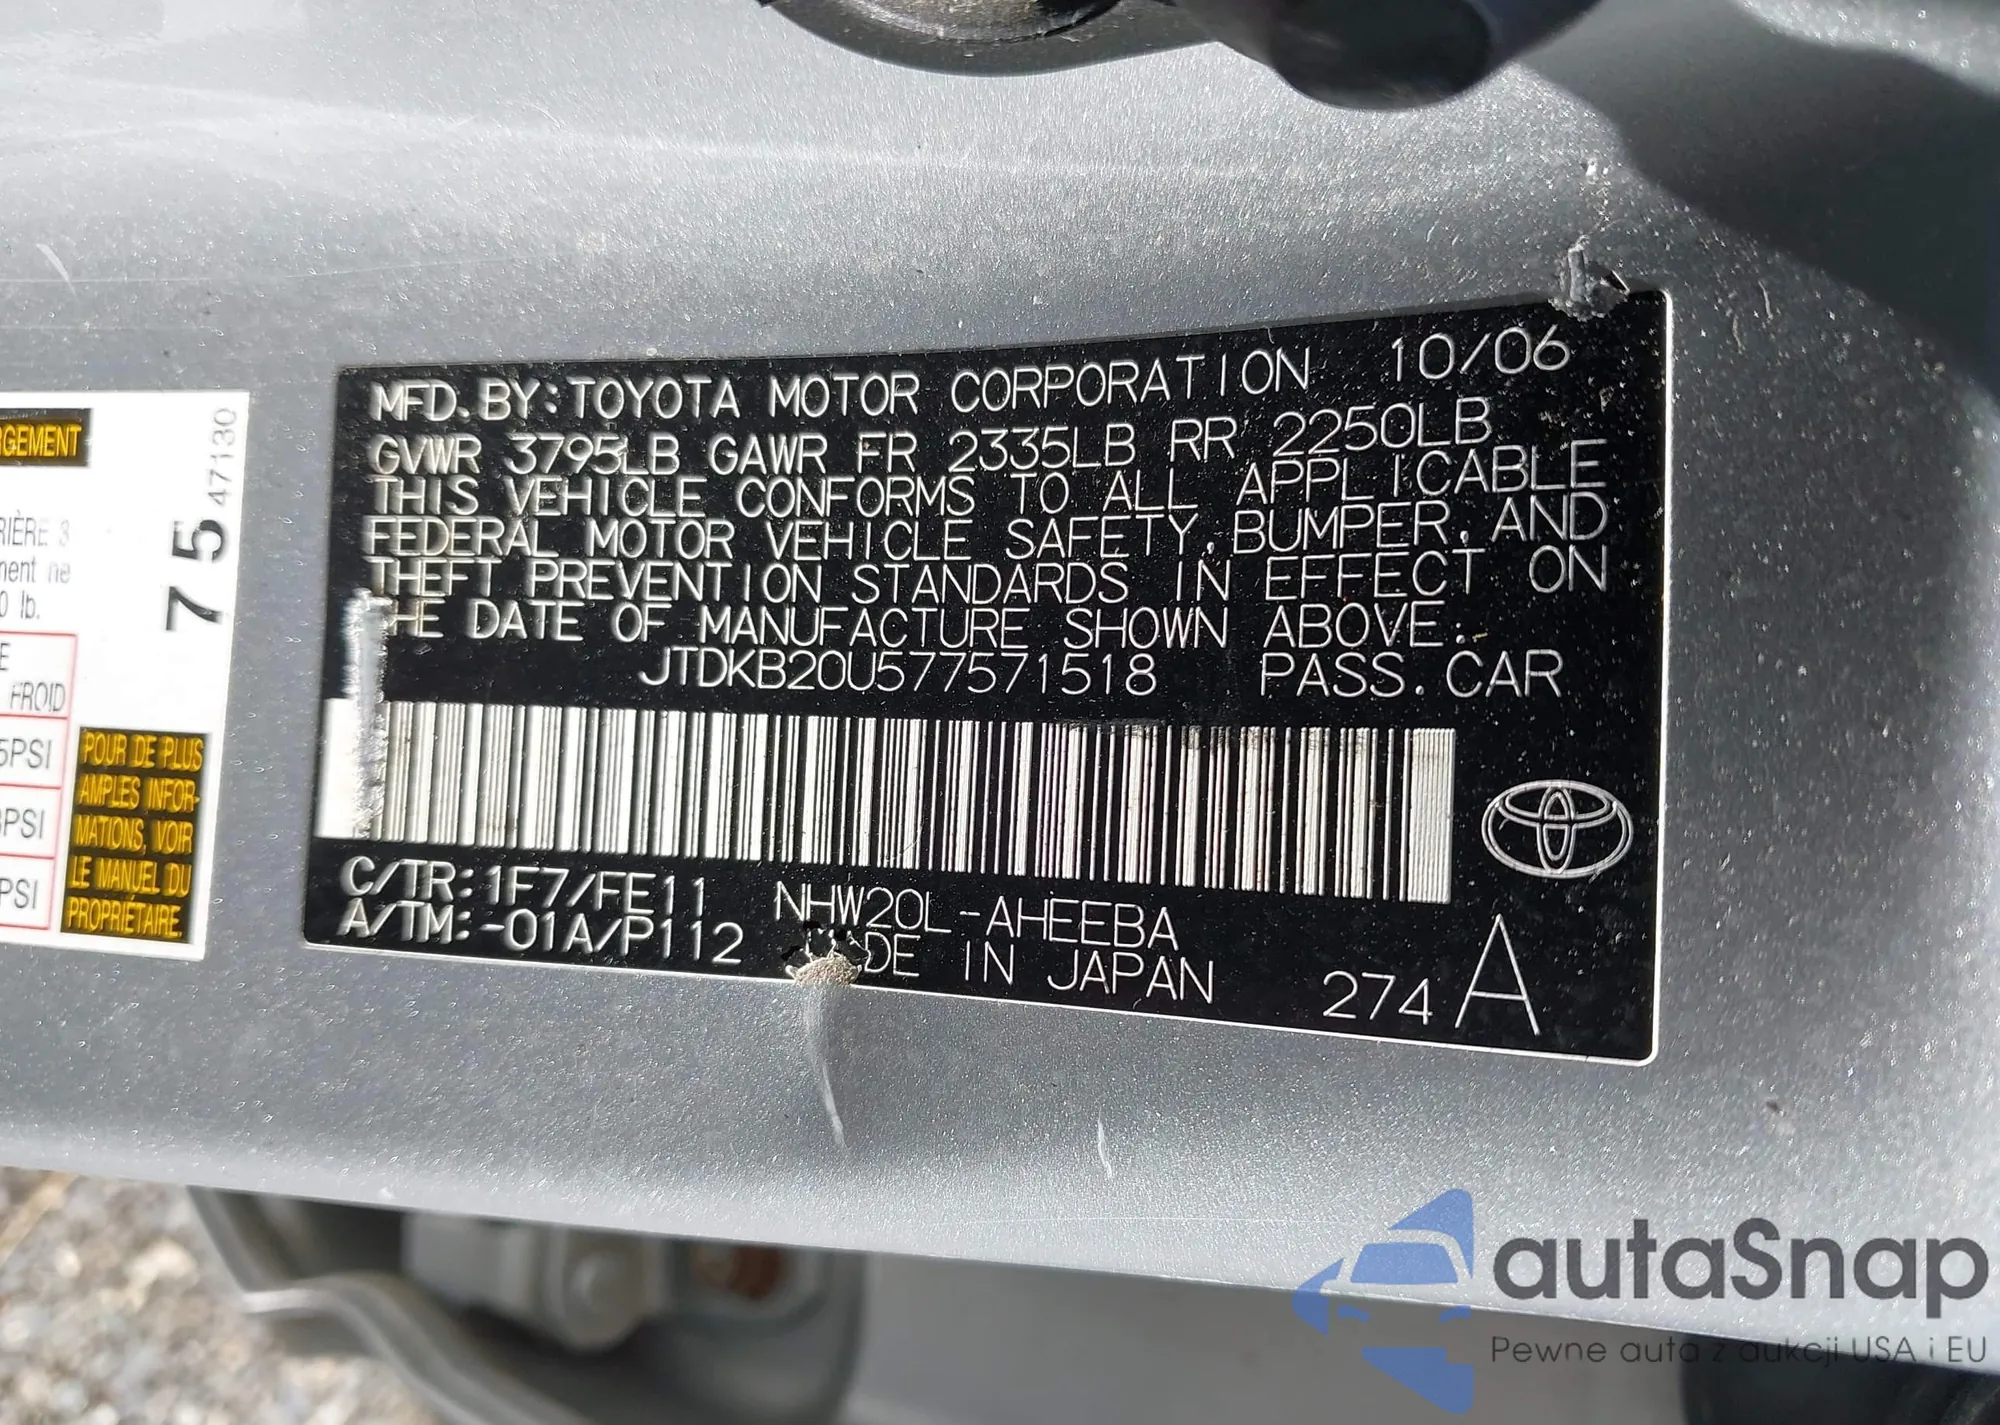 RGEMENT
RIÈRE 3
ment ne
0 lb.
E
FROID
5PSI
PSI
PSI
POUR DE PLUS
AMPLES INFOR-
MATIONS, VOIR
LE MANUEL DU
PROPRIÉTAIRE.
75 47130
MFD.BY:TOYOTA MOTOR CORPORATION 10/06
GVWR 3795LB GAWR FR 2335LB RR 2250LB
THIS VEHICLE CONFORMS TO ALL APPLICABLE
FEDERAL MOTOR VEHICLE SAFETY,BUMPER,AND
THEFT PREVENTION STANDARDS IN EFFECT ON
THE DATE OF MANUFACTURE SHOWN ABOVE.
JTDKB20U577571518 PASS.CAR
C/TR:1F7/FE11 NHW20L-AHEEBA
A/TM:-01A/P112 DE IN JAPAN
274 A
autaSnap
Pewne auta z aukcji USA i EU